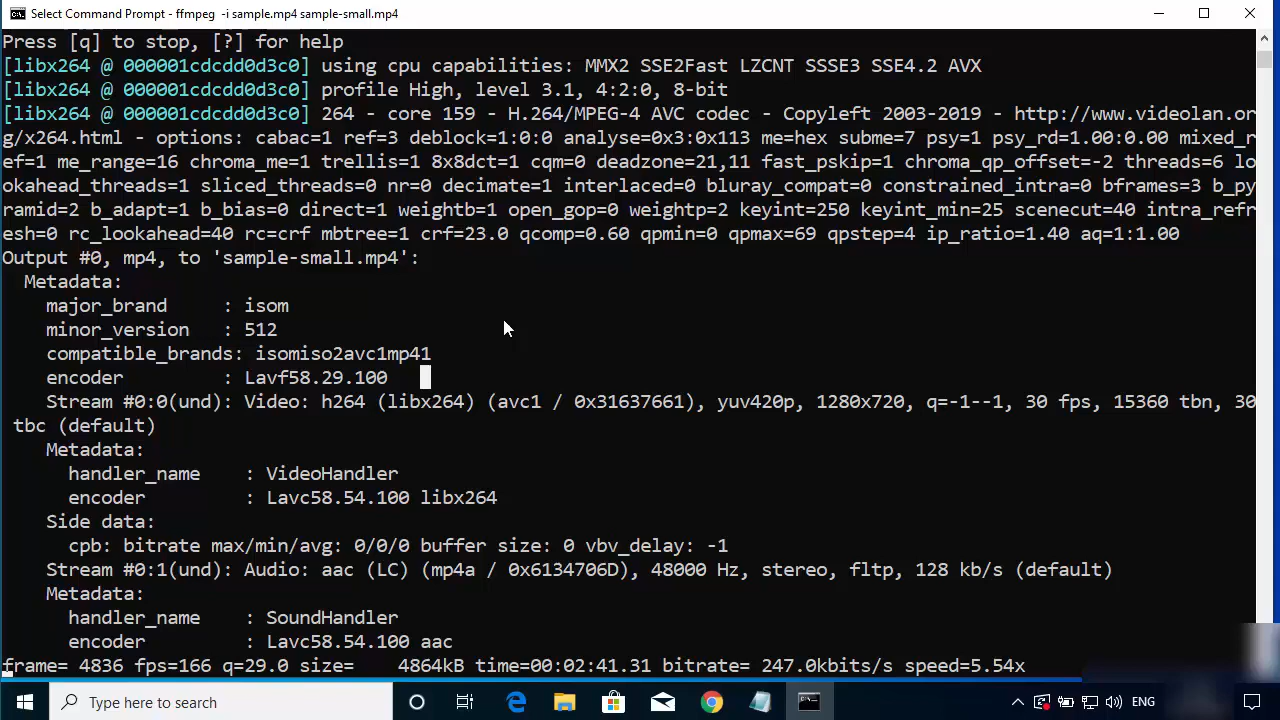 Select Command Prompt - ffmpeg  -i sample.mp4 sample-small.mp4
Press [q] to stop, [?] for help
[libx264 @ 000001cdcdd0d3c0] using cpu capabilities: MMX2 SSE2Fast LZCNT SSSE3 SSE4.2 AVX
[libx264 @ 000001cdcdd0d3c0] profile High, level 3.1, 4:2:0, 8-bit
[libx264 @ 000001cdcdd0d3c0] 264 - core 159 - H.264/MPEG-4 AVC codec - Copyleft 2003-2019 - http://www.videolan.or
g/x264.html - options: cabac=1 ref=3 deblock=1:0:0 analyse=0x3:0x113 me=hex subme=7 psy=1 psy_rd=1.00:0.00 mixed_r
ef=1 me_range=16 chroma_me=1 trellis=1 8x8dct=1 cqm=0 deadzone=21,11 fast_pskip=1 chroma_qp_offset=-2 threads=6 lo
okahead_threads=1 sliced_threads=0 nr=0 decimate=1 interlaced=0 bluray_compat=0 constrained_intra=0 bframes=3 b_py
ramid=2 b_adapt=1 b_bias=0 direct=1 weightb=1 open_gop=0 weightp=2 keyint=250 keyint_min=25 scenecut=40 intra_refr
esh=0 rc_lookahead=40 rc=crf mbtree=1 crf=23.0 qcomp=0.60 qpmin=0 qpmax=69 qpstep=4 ip_ratio=1.40 aq=1:1.00
Output #0, mp4, to 'sample-small.mp4':
  Metadata:
    major_brand     : isom
    minor_version   : 512
    compatible_brands: isomiso2avc1mp41
    encoder         : Lavf58.29.100
    Stream #0:0(und): Video: h264 (libx264) (avc1 / 0x31637661), yuv420p, 1280x720, q=-1--1, 30 fps, 15360 tbn, 30
 tbc (default)
    Metadata:
      handler_name    : VideoHandler
      encoder         : Lavc58.54.100 libx264
    Side data:
      cpb: bitrate max/min/avg: 0/0/0 buffer size: 0 vbv_delay: -1
    Stream #0:1(und): Audio: aac (LC) (mp4a / 0x6134706D), 48000 Hz, stereo, fltp, 128 kb/s (default)
    Metadata:
      handler_name    : SoundHandler
      encoder         : Lavc58.54.100 aac
frame= 4836 fps=166 q=29.0 size=    4864kB time=00:02:41.31 bitrate= 247.0kbits/s speed=5.54x
Type here to search
ENG